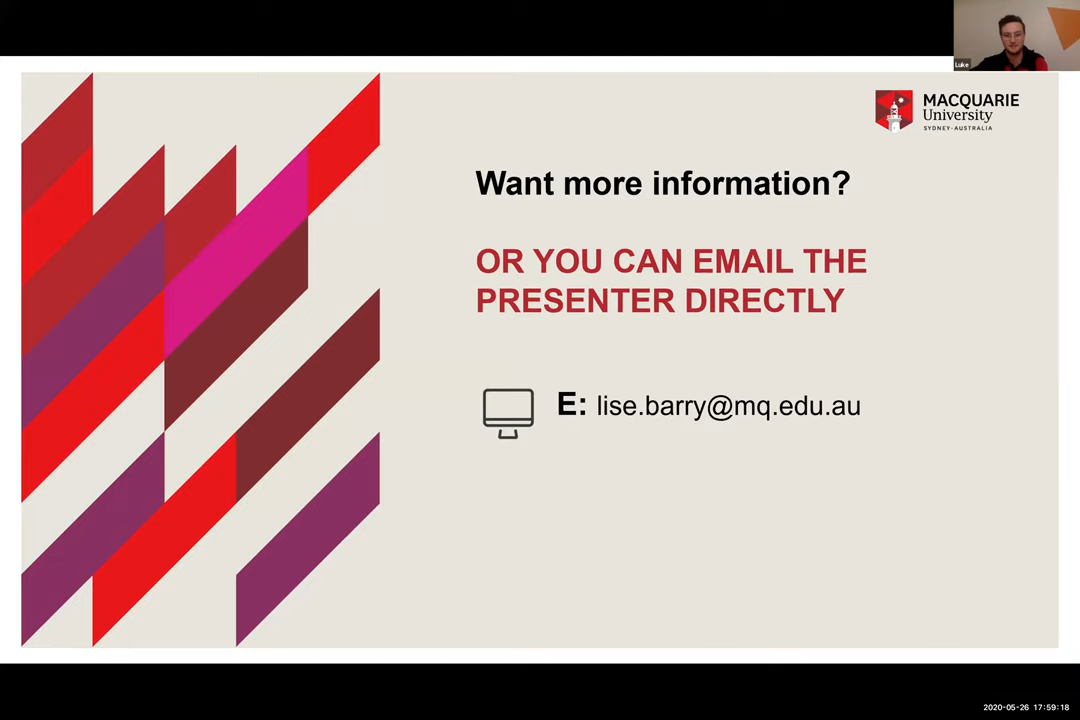 Luke
MACQUARIE
University
SYDNEY-AUSTRALIA
Want more information?
OR YOU CAN EMAIL THE
PRESENTER DIRECTLY
E: lise.barry@mq.edu.au
2020-05-26 17:59:18